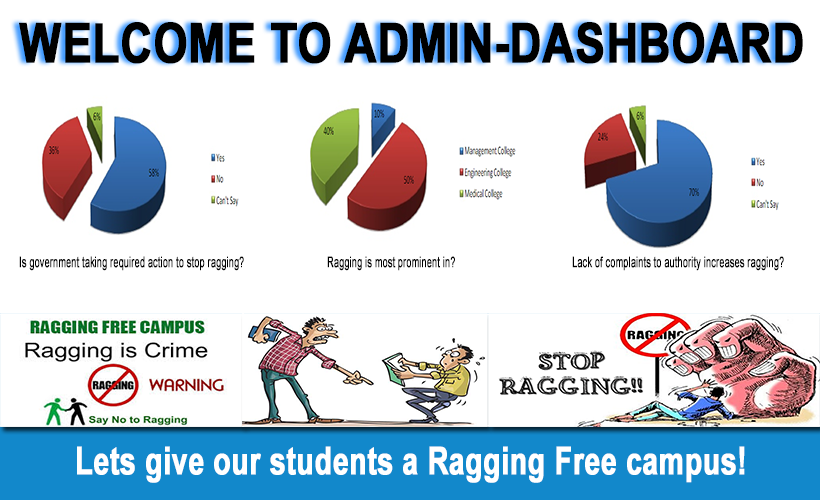 WELCOME TO ADMIN-DASHBOARD
6%
36%
58%
Yes
No
Can't Say
Is government taking required action to stop ragging?
10%
40%
50%
Management College
Engineering College
Medical College
Ragging is most prominent in?
6%
24%
70%
Yes
No
Can't Say
Lack of complaints to authority increases ragging?
RAGGING FREE CAMPUS
Ragging is Crime
RAGGING
WARNING
Say No to Ragging
STOP
RAGGING!!
RAGGING
Lets give our students a Ragging Free campus!